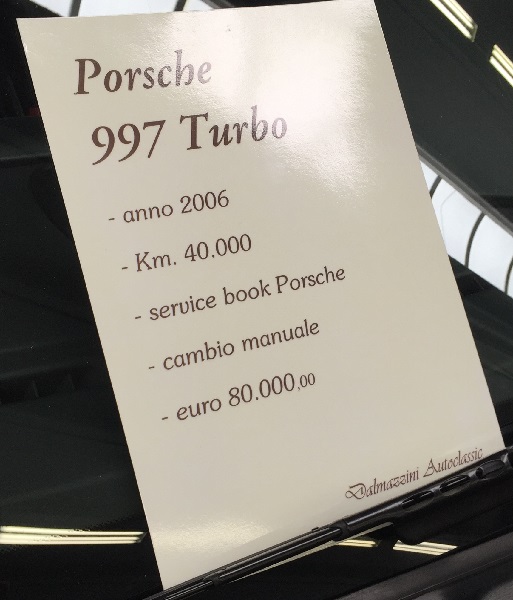 Porsche
997 Turbo
- anno 2006
- Km. 40.000
- service book Porsche
- cambio manuale
- euro 80.000,00
Dalmazzini Autoclassic